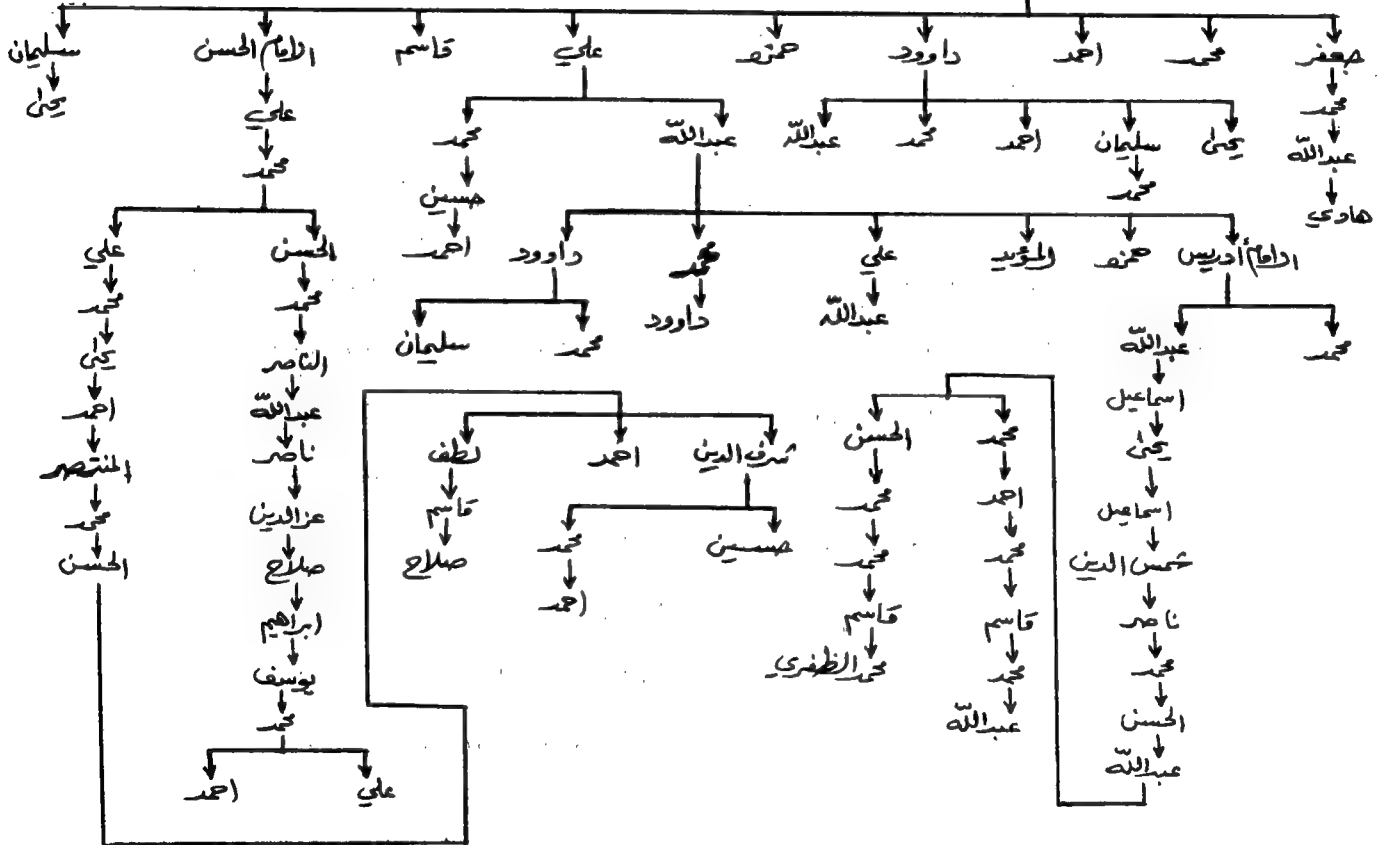 جعفر محمد احمد داوود حمزه علي قاسم الامام الحسن سليمان
محمد علي يحيى
يحيى سليمان احمد محمد عبدالله عبدالله محمد
عبدالله محمد
محمد
هادي حسين
الامام ادريس حمزه المؤيد علي محمد داوود احمد الحسن علي
داوود عبدالله محمد محمد
محمد عبدالله محمد سليمان يحيى
الناصر
اسماعيل عبدالله احمد
محمد الحسن شرف الدين احمد لطف
يحيى ناصر المنتصر
احمد محمد
اسماعيل قاسم عزالدين محمد
محمد محمد حسين محمد صلاح صلاح الحسن
شمس الدين احمد
ناصر قاسم قاسم ابراهيم
محمد محمد محمد الظفري يوسف
الحسن عبدالله محمد
عبدالله
علي احمد